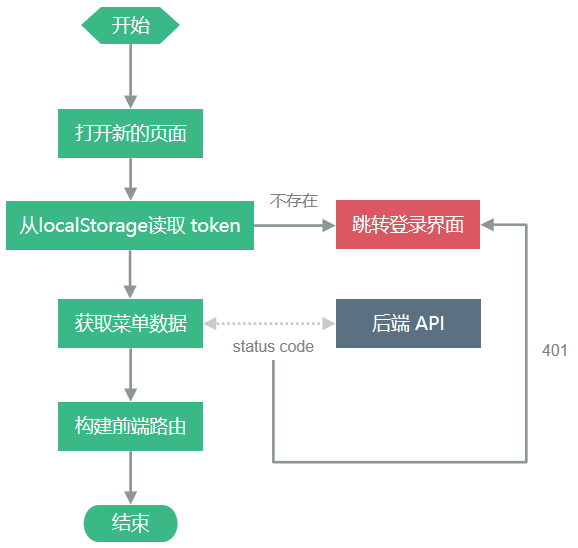 开始
打开新的页面
不存在
从localStorage读取 token
跳转登录界面
获取菜单数据
后端 API
status code
401
构建前端路由
结束